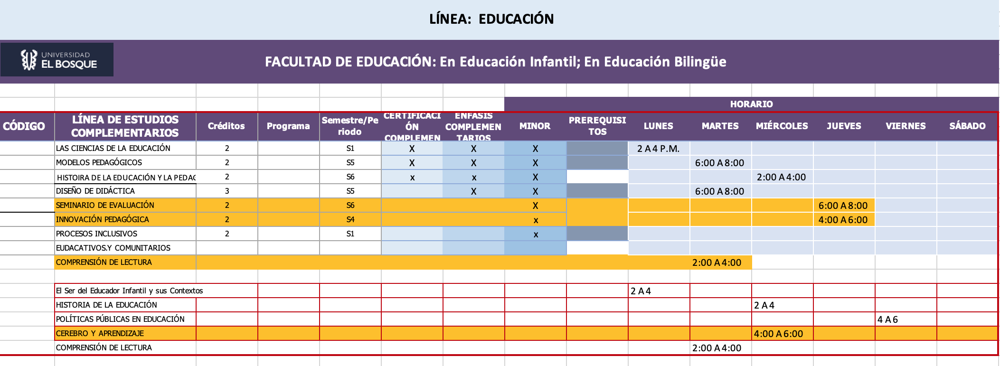 LÍNEA: EDUCACIÓN
UNIVERSIDAD
EL BOSQUE
FACULTAD DE EDUCACIÓN: En Educación Infantil; En Educación Bilingüe
HORARIO
CÓDIGO LÍNEA DE ESTUDIOS COMPLEMENTARIOS Créditos Programa Semestre/Periodo CERTIFICACIÓN COMPLEMEN ENFASIS COMPLEMENTARIOS MINOR PREREQUISITOS LUNES MARTES MIÉRCOLES JUEVES VIERNES SÁBADO
LAS CIENCIAS DE LA EDUCACIÓN 2 S1 X X X 2 A 4 P.M.
MODELOS PEDAGÓGICOS 2 S5 X X X 6:00 A 8:00
HISTOIRA DE LA EDUCACIÓN Y LA PEDAG 2 S6 x x X 2:00 A 4:00
DISEÑO DE DIDÁCTICA 3 S5 X X 6:00 A 8:00
SEMINARIO DE EVALUACIÓN 2 S6 X 6:00 A 8:00
INNOVACIÓN PEDAGÓGICA 2 S4 x 4:00 A 6:00
PROCESOS INCLUSIVOS 2 S1 x
EUDACATIVOS.Y COMUNITARIOS
COMPRENSIÓN DE LECTURA 2:00 A 4:00
El Ser del Educador Infantil y sus Contextos 2 A 4
HISTORIA DE LA EDUCACIÓN 2 A 4
POLÍTICAS PÚBLICAS EN EDUCACIÓN 4 A 6
CEREBRO Y APRENDIZAJE 4:00 A 6:00
COMPRENSIÓN DE LECTURA 2:00 A 4:00